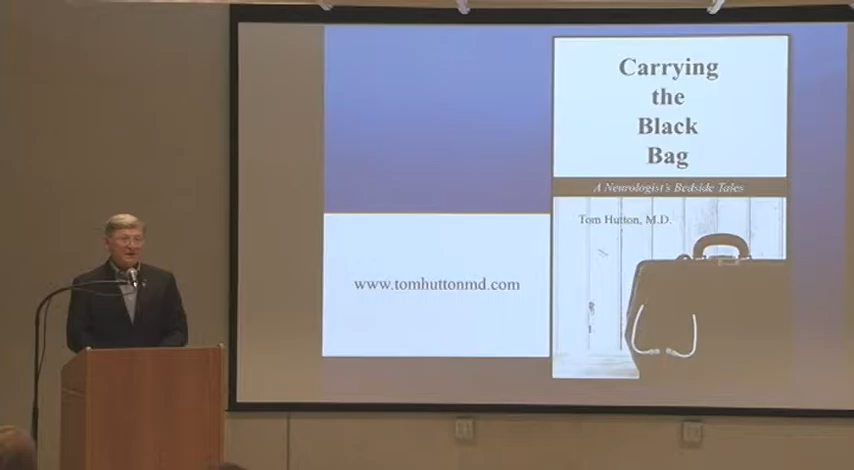 Carrying
the
Black
Bag
A Neurologist's Bedside Tales
Tom Hutton, M.D.
www.tomhuttonmd.com